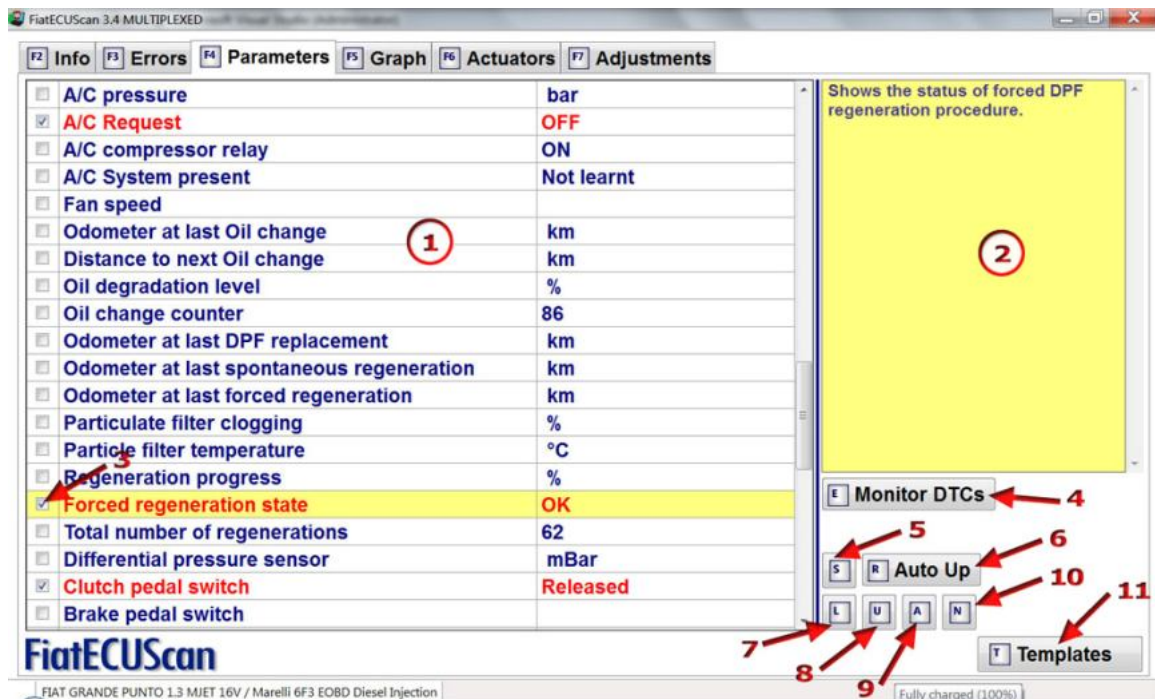 FiatECUScan 3.4 MULTIPLEXED
F2 Info F3 Errors F4 Parameters F5 Graph F6 Actuators F7 Adjustments
A/C pressure bar
A/C Request OFF
A/C compressor relay ON
A/C System present Not learnt
Fan speed
Odometer at last Oil change km
Distance to next Oil change km
Oil degradation level %
Oil change counter 86
Odometer at last DPF replacement km
Odometer at last spontaneous regeneration km
Odometer at last forced regeneration km
Particulate filter clogging %
Particle filter temperature °C
Regeneration progress %
Forced regeneration state OK
Total number of regenerations 62
Differential pressure sensor mBar
Clutch pedal switch Released
Brake pedal switch
1
3
Shows the status of forced DPF
regeneration procedure.
2
E Monitor DTCs 4
5
6
S R Auto Up
10
11
L U A N
7
8
9
T Templates
FiatECUScan
FIAT GRANDE PUNTO 1.3 MJET 16V / Marelli 6F3 EOBD Diesel Injection
Fully charged (100%)